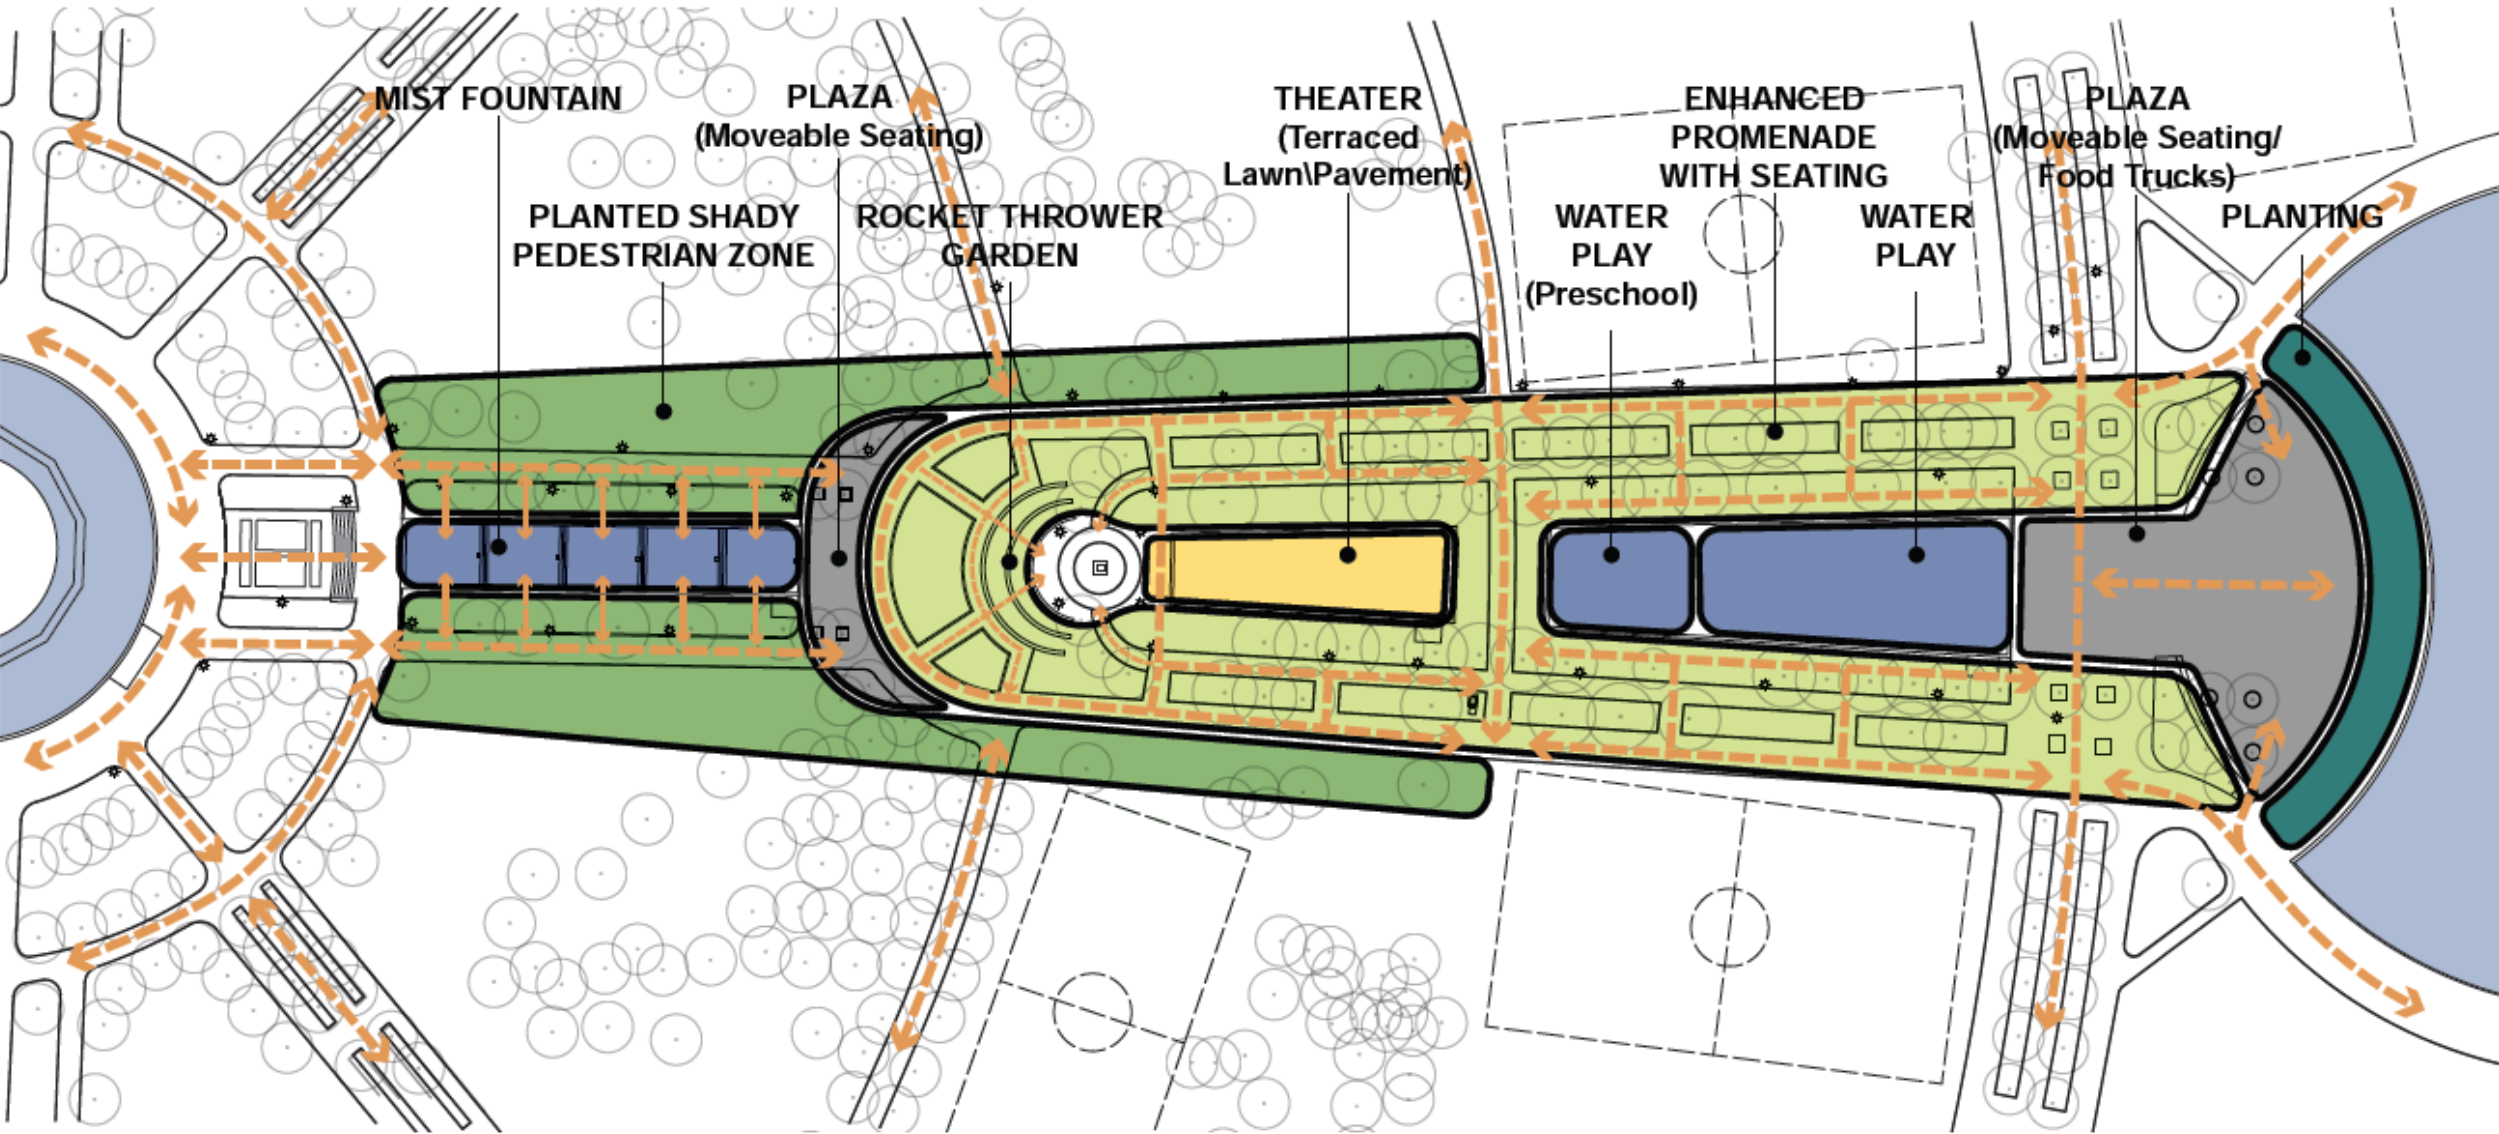 MIST FOUNTAIN
PLAZA
(Moveable Seating)
THEATER
(Terraced
Lawn\Pavement)
ENHANCED
PROMENADE
WITH SEATING
PLAZA
(Moveable Seating/
Food Trucks)
PLANTED SHADY
PEDESTRIAN ZONE
ROCKET THROWER
GARDEN
WATER
PLAY
(Preschool)
WATER
PLAY
PLANTING